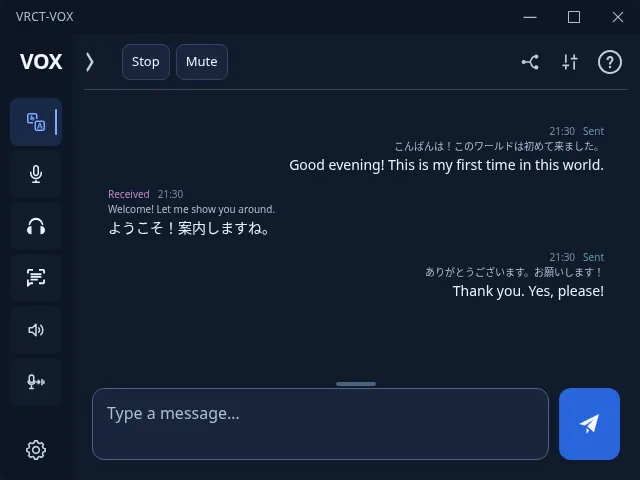 VRCT-VOX
VOX
Stop
Mute
21:30 Sent
こんばんは！このワールドは初めて来ました。
Good evening! This is my first time in this world.
Received 21:30
Welcome! Let me show you around.
ようこそ！案内しますね。
21:30 Sent
ありがとうございます。お願いします！
Thank you. Yes, please!
Type a message...